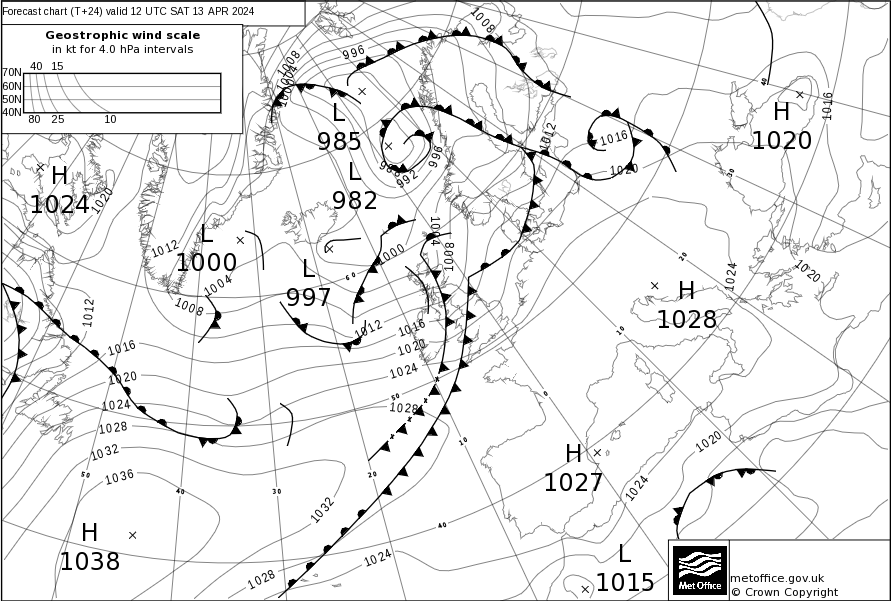 Forecast chart (T+24) valid 12 UTC SAT 13 APR 2024
Geostrophic wind scale
in kt for 4.0 hPa intervals
40 15
70N
60N
50N
40N
80 25 10
1008
996
1008
L
985
L
982
988
992
996
1012
1016
1020
H
1020
1016
40
30
H
1024
1020
1012
L
1000
1004
1008
L
997
60
1000
1004
1008
20
1024
1020
H
1028
1012
1012
1016
1020
1024
1028
10
0
50
1016
1020
1024
1028
1032
1036
50
40
30
20
10
40
H
1027
1020
1024
1032
H
1038
1028
1024
L
1015
Met Office
metoffice.gov.uk
© Crown Copyright